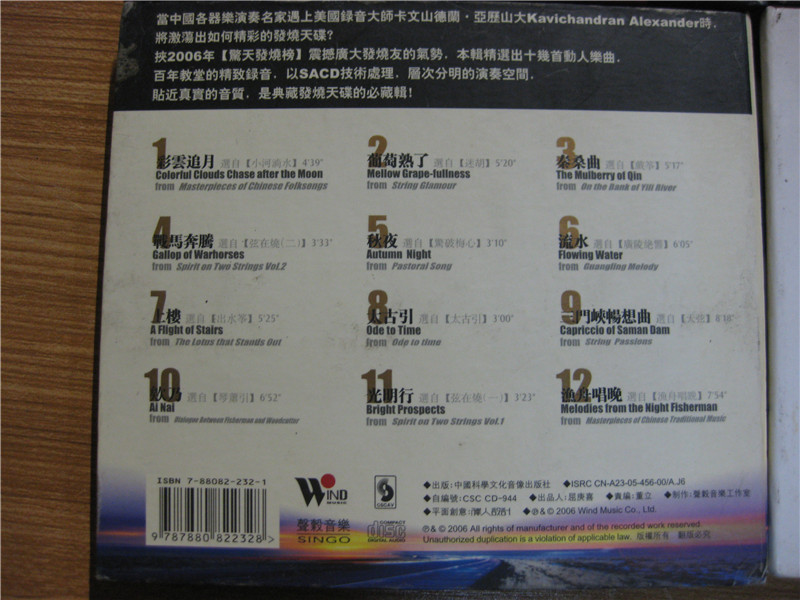 當中國各器樂演奏名家遇上美國録音大師卡文山德蘭．亞歷山大Kavichandran Alexander時，
將激蕩出如何精彩的發燒天碟？
挾2006年【驚天發燒榜】震撼廣大發燒友的氣勢，本輯精選出十幾首動人樂曲，
百年教堂的精致録音，以SACD技術處理，層次分明的演奏空間，
貼近真實的音質，是典藏發燒天碟的必藏輯！
1
彩雲追月 選自【小河滴水】4'39"
Colorful Clouds Chase after the Moon
from Masterpieces of Chinese Folksongs
2
葡萄熟了 選自【迷胡】5'20"
Mellow Grape-fullness
from String Glamour
3
秦桑曲 選自 5'17"
The Mulberry of Qin
from On the Bank of Yili River
4
戰馬奔騰 選自【弦在燒(二)】3'33"
Gallop of Warhorses
from Spirit on Two Strings Vol.2
5
秋夜 選自【驚破梅心】3'10"
Autumn Night
from Pastural Song
6
流水 選自【廣陵絶響】6'05"
Flowing Water
from Guangling Melody
7
上樓 選自【出水筝】5'25"
A Flight of Stairs
from The Lotus that Stands Out
8
太古引 選自【太古引】3'00"
Ode to Time
from Ode to time
9
三門峽暢想曲 選自【大弦】8'18"
Capriccio of Saman Dam
from String Passions
10
欸乃 選自【琴簫引】6'52"
Ai Nai
from Dialogue Between Fisherman and Woodcutter
11
光明行 選自【弦在燒(一)】3'23"
Bright Prospects
from Spirit on Two Strings Vol.1
12
漁舟唱晚 選自【漁舟唱晚】7'54"
Melodies from the Night Fisherman
from Masterpieces of Chinese Traditional Music
ISBN 7-88082-232-1
9 787880 822328 >
WIND
MUSIC
聲毅音樂
SINGO
CSCAV
COMPACT
disc
DIGITAL AUDIO
◆出版：中國科學文化音像出版社 ◆ISRC CN-A23-05-456-00/A.J6
◆自編號：CSC CD-944 ◆出品人：屈庚喜 ◆責編：董立 ◆制作：聲毅音樂工作室
◆平面創意： ◆℗&© 2006 Wind Music Co., Ltd.
℗&© 2006 All rights of manufacturer and of the recorded work reserved.
Unauthorized duplication is a violation of applicable law. 版權所有 翻版必究